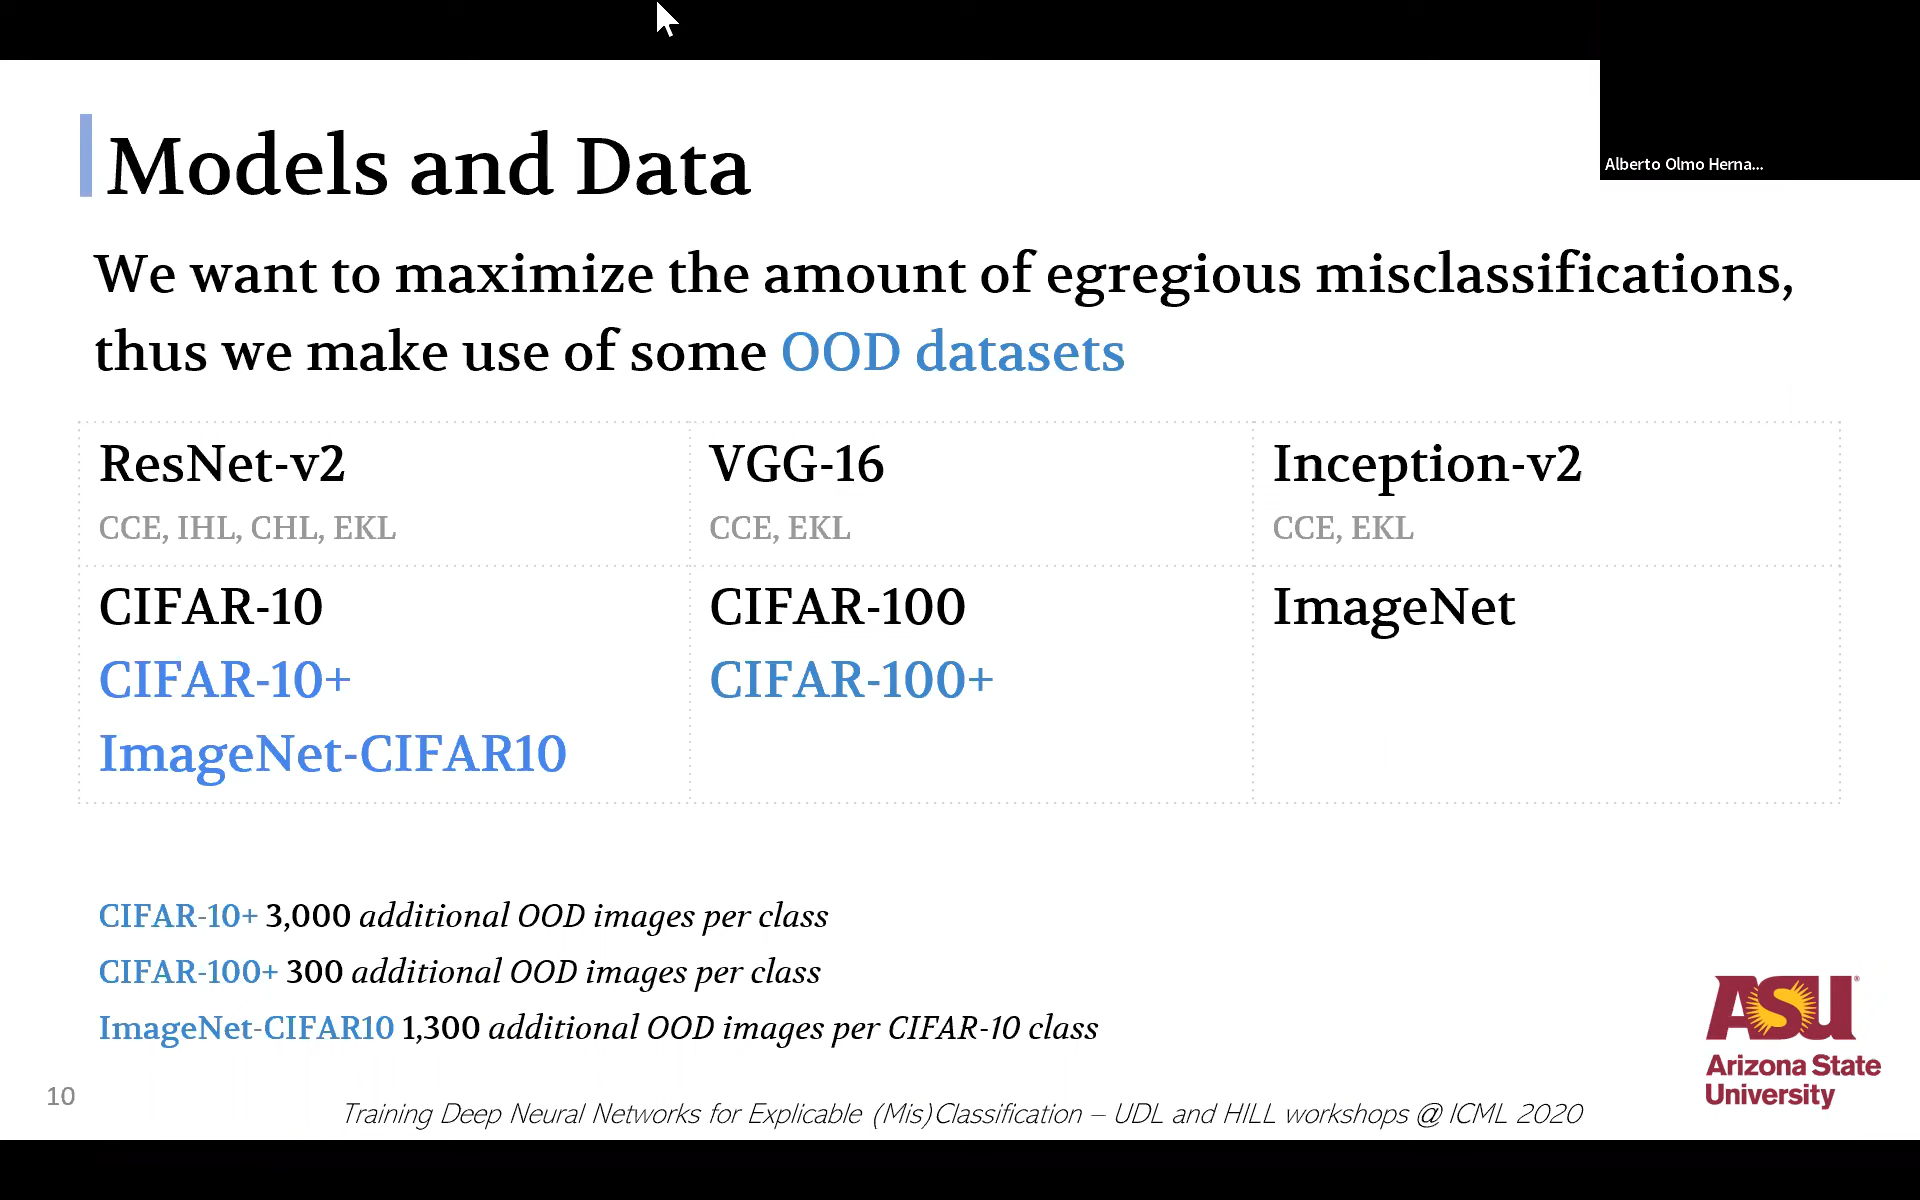 Alberto Olmo Herna...
Models and Data
We want to maximize the amount of egregious misclassifications,
thus we make use of some OOD datasets
ResNet-v2
CCE, IHL, CHL, EKL
VGG-16
CCE, EKL
Inception-v2
CCE, EKL
CIFAR-10
CIFAR-10+
ImageNet-CIFAR10
CIFAR-100
CIFAR-100+
ImageNet
CIFAR-10+ 3,000 additional OOD images per class
CIFAR-100+ 300 additional OOD images per class
ImageNet-CIFAR10 1,300 additional OOD images per CIFAR-10 class
ASU®
Arizona State
University
10
Training Deep Neural Networks for Explicable (Mis)Classification – UDL and HILL workshops @ ICML 2020